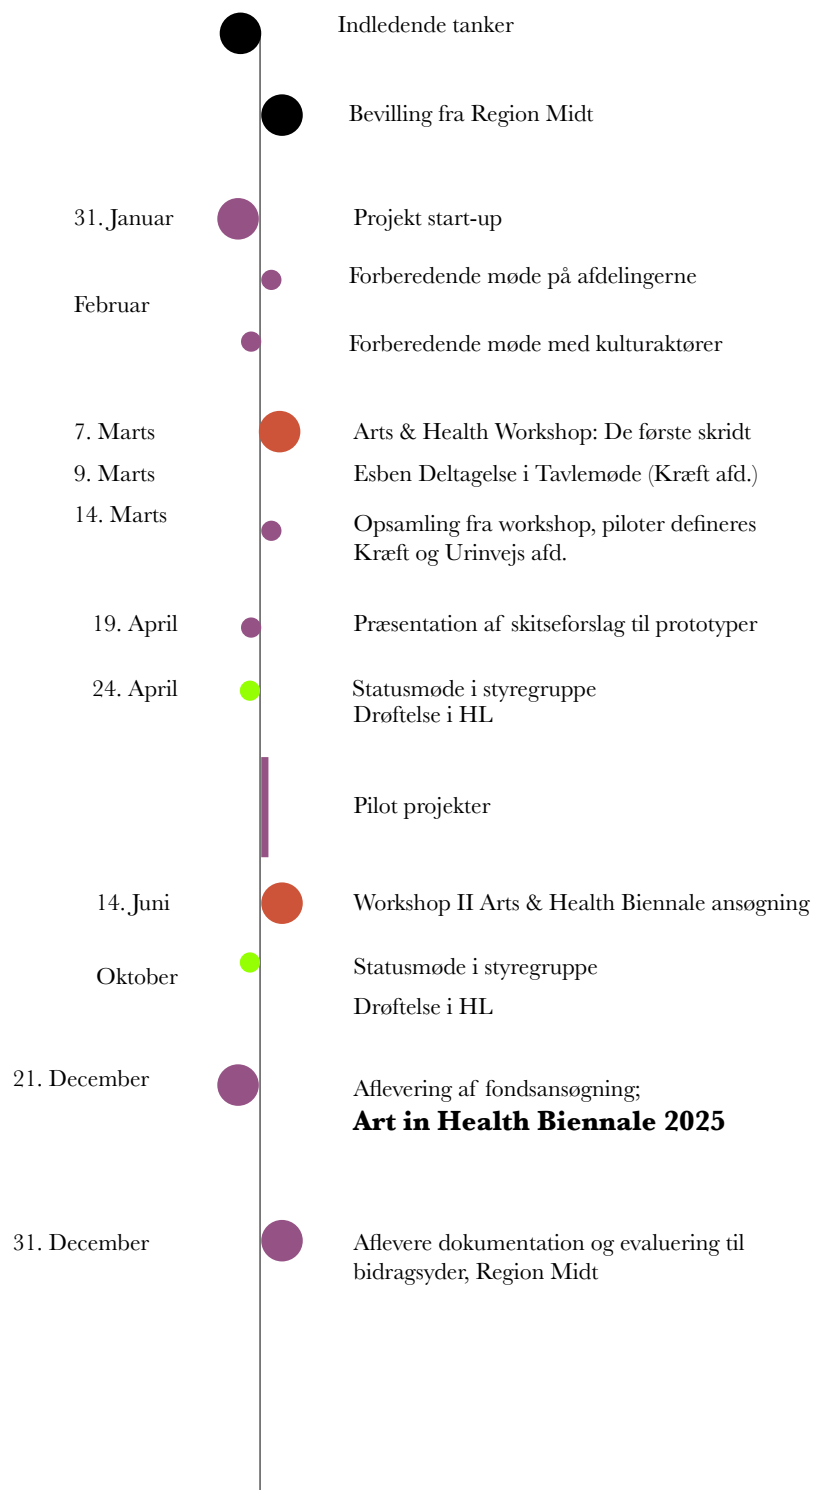 Indledende tanker
Bevilling fra Region Midt
31. Januar
Projekt start-up
Forberedende møde på afdelingerne
Februar
Forberedende møde med kulturaktører
7. Marts
Arts & Health Workshop: De første skridt
9. Marts
Esben Deltagelse i Tavlemøde (Kræft afd.)
14. Marts
Opsamling fra workshop, piloter defineres
Kræft og Urinvejs afd.
19. April
Præsentation af skitseforslag til prototyper
24. April
Statusmøde i styregruppe
Drøftelse i HL
Pilot projekter
14. Juni
Workshop II Arts & Health Biennale ansøgning
Oktober
Statusmøde i styregruppe
Drøftelse i HL
21. December
Aflevering af fondsansøgning;
Art in Health Biennale 2025
31. December
Aflevere dokumentation og evaluering til
bidragsyder, Region Midt